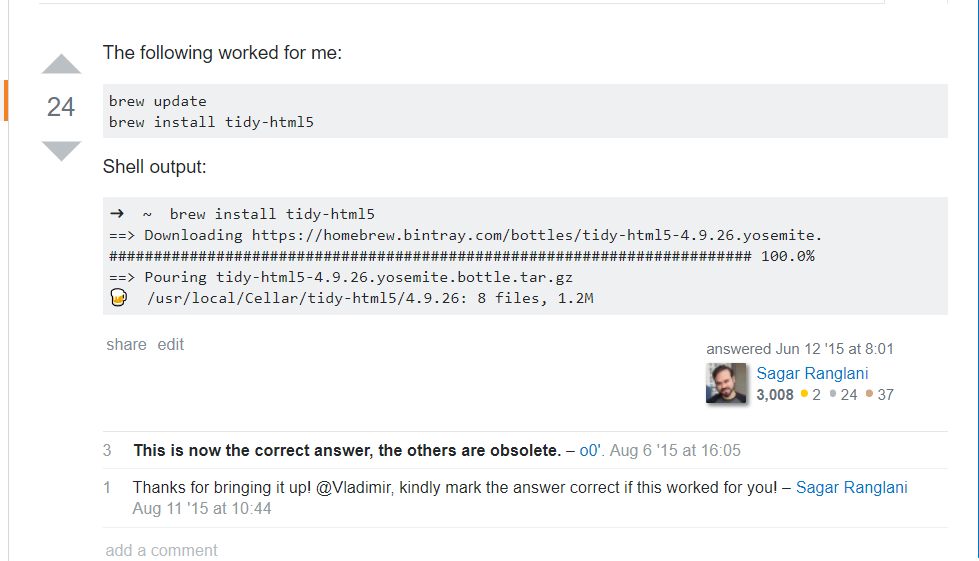 The following worked for me:
24
brew update
brew install tidy-html5
Shell output:
➜  ~  brew install tidy-html5
==> Downloading https://homebrew.bintray.com/bottles/tidy-html5-4.9.26.yosemite.
######################################################################## 100.0%
==> Pouring tidy-html5-4.9.26.yosemite.bottle.tar.gz
🍺  /usr/local/Cellar/tidy-html5/4.9.26: 8 files, 1.2M
share edit
answered Jun 12 '15 at 8:01
Sagar Ranglani
3,008 ●2 ●24 ●37
3 This is now the correct answer, the others are obsolete. – o0'. Aug 6 '15 at 16:05
1 Thanks for bringing it up! @Vladimir, kindly mark the answer correct if this worked for you! – Sagar Ranglani
Aug 11 '15 at 10:44
add a comment